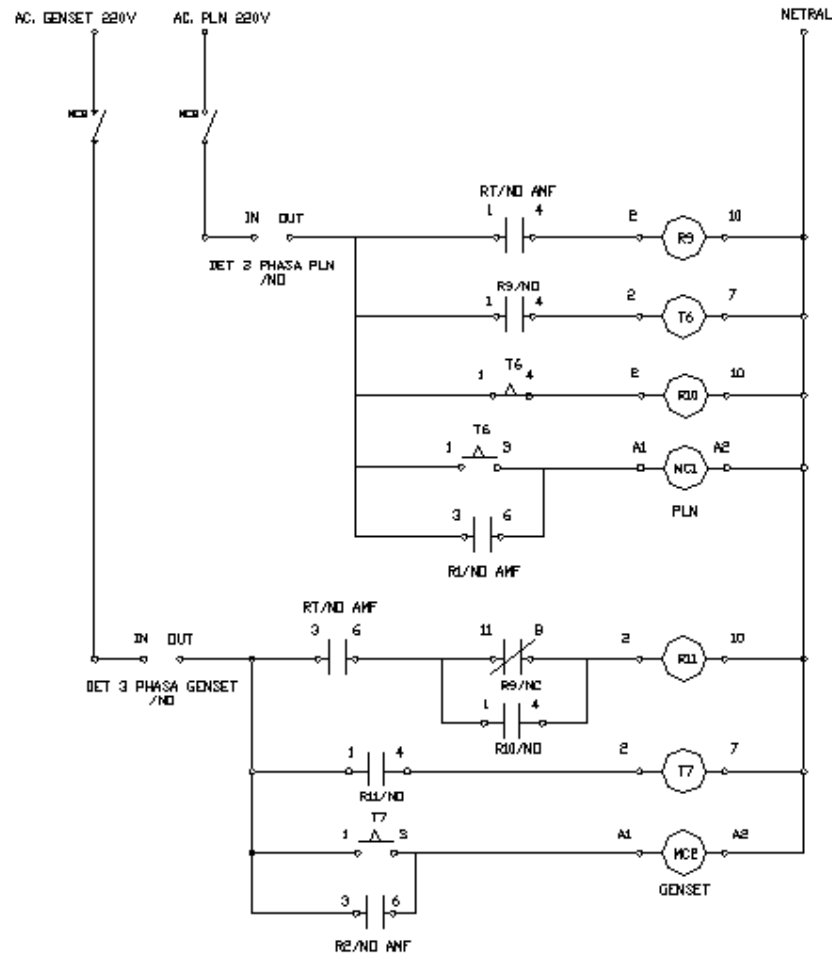 AC. GENSET 220V AC. PLN 220V NETRAL
MCB MCB
RT/NO AMF
1 4 2 R9 10
IN OUT
DET 3 PHASA PLN
/NO
R9/NO
1 4 2 T6 7
T6
1 4 2 R10 10
T6
1 3 A1 MC1 A2
PLN
3 6
R1/NO AMF
RT/NO AMF
IN OUT 3 6 11 8 2 R11 10
DET 3 PHASA GENSET
/NO
R9/NC
1 4
R10/NO
1 4 2 T7 7
R11/NO
T7
1 3 A1 MC2 A2
GENSET
3 6
R2/NO AMF